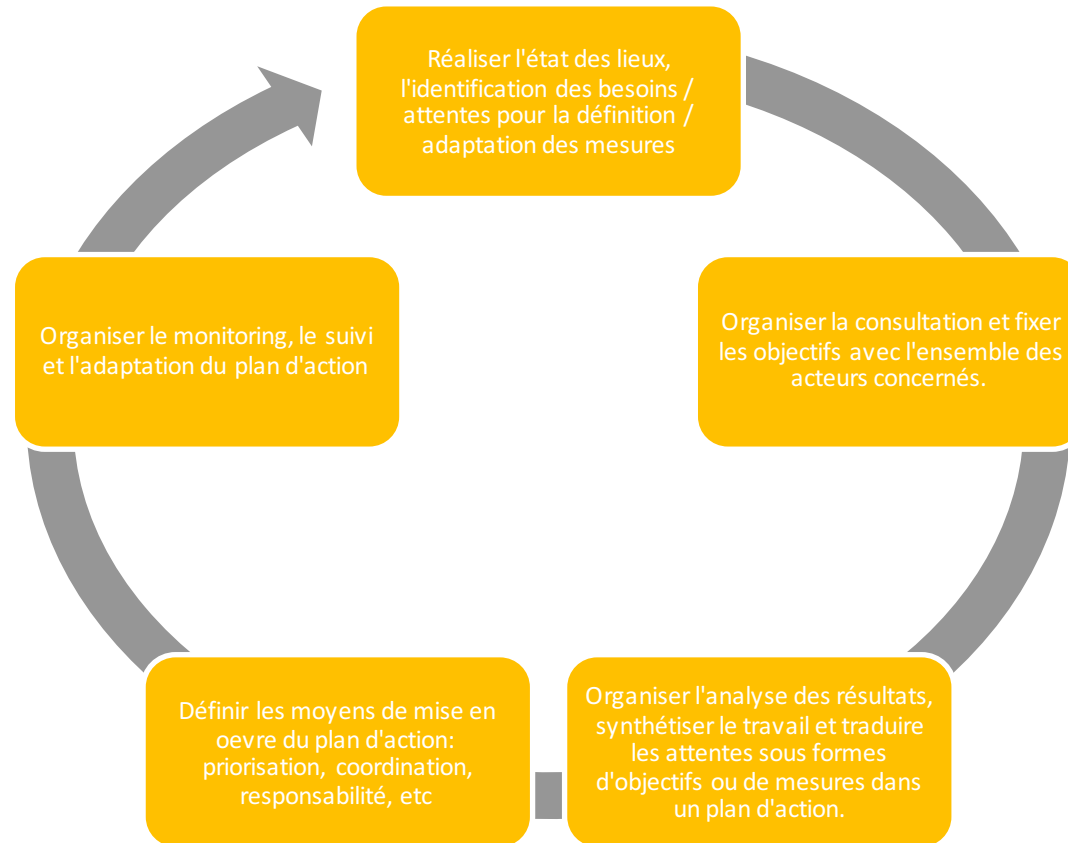 Réaliser l'état des lieux,
l'identification des besoins /
attentes pour la définition /
adaptation des mesures
Organiser la consultation et fixer
les objectifs avec l'ensemble des
acteurs concernés.
Organiser l'analyse des résultats,
synthétiser le travail et traduire
les attentes sous formes
d'objectifs ou de mesures dans
un plan d'action.
Définir les moyens de mise en
oevre du plan d'action:
priorisation, coordination,
responsabilité, etc
Organiser le monitoring, le suivi
et l'adaptation du plan d'action